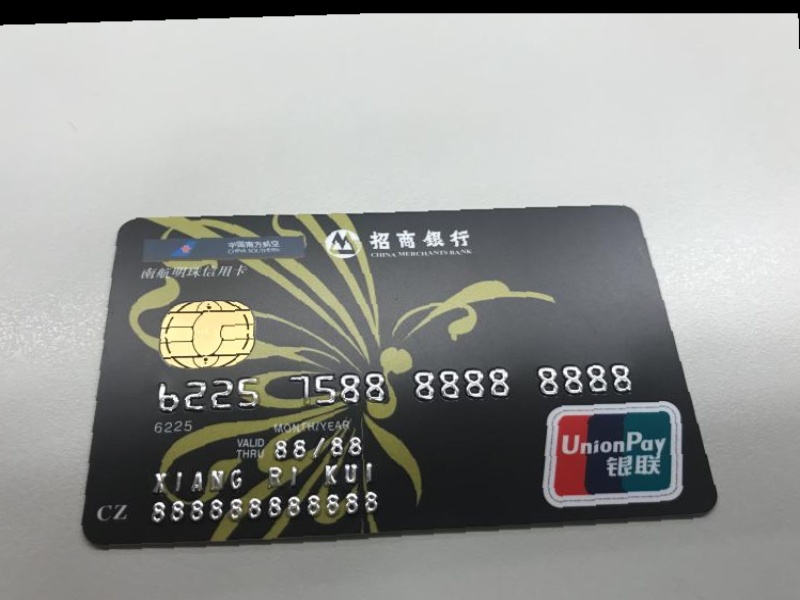 中国南方航空
CHINA SOUTHERN
招商銀行
CHINA MERCHANTS BANK
南航明珠信用卡
6225 7588 8888 8888
6225
MONTH/YEAR
VALID THRU 88/88
XIANG RI KUI
CZ 888888888888
UnionPay
银联